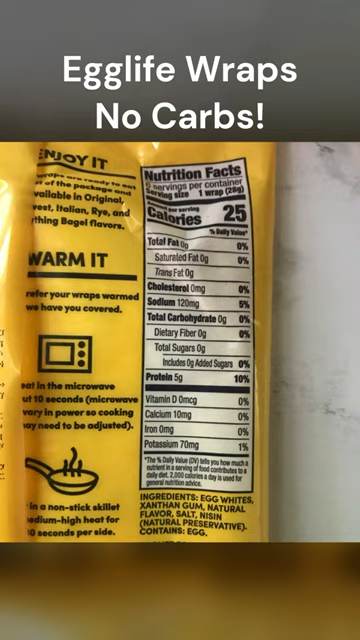 Egglife Wraps
No Carbs!
ENJOY IT
wraps are ready to eat
of the package and
vailable in Original,
weet, Italian, Rye, and
rything Bagel flavors.
WARM IT
refer your wraps warmed
we have you covered.
eat in the microwave
ut 10 seconds (microwave
vary in power so cooking
ay need to be adjusted).
in a non-stick skillet
edium-high heat for
0 seconds per side.
Nutrition Facts
6 servings per container
Serving size 1 wrap (28g)
Amount per serving
Calories 25
% Daily Value*
Total Fat 0g 0%
Saturated Fat 0g 0%
Trans Fat 0g
Cholesterol 0mg 0%
Sodium 120mg 5%
Total Carbohydrate 0g 0%
Dietary Fiber 0g 0%
Total Sugars 0g
Includes 0g Added Sugars 0%
Protein 5g 10%
Vitamin D 0mcg 0%
Calcium 10mg 0%
Iron 0mg 0%
Potassium 70mg 1%
*The % Daily Value (DV) tells you how much a
nutrient in a serving of food contributes to a
daily diet. 2,000 calories a day is used for
general nutrition advice.
INGREDIENTS: EGG WHITES,
XANTHAN GUM, NATURAL
FLAVOR, SALT, NISIN
(NATURAL PRESERVATIVE).
CONTAINS: EGG.